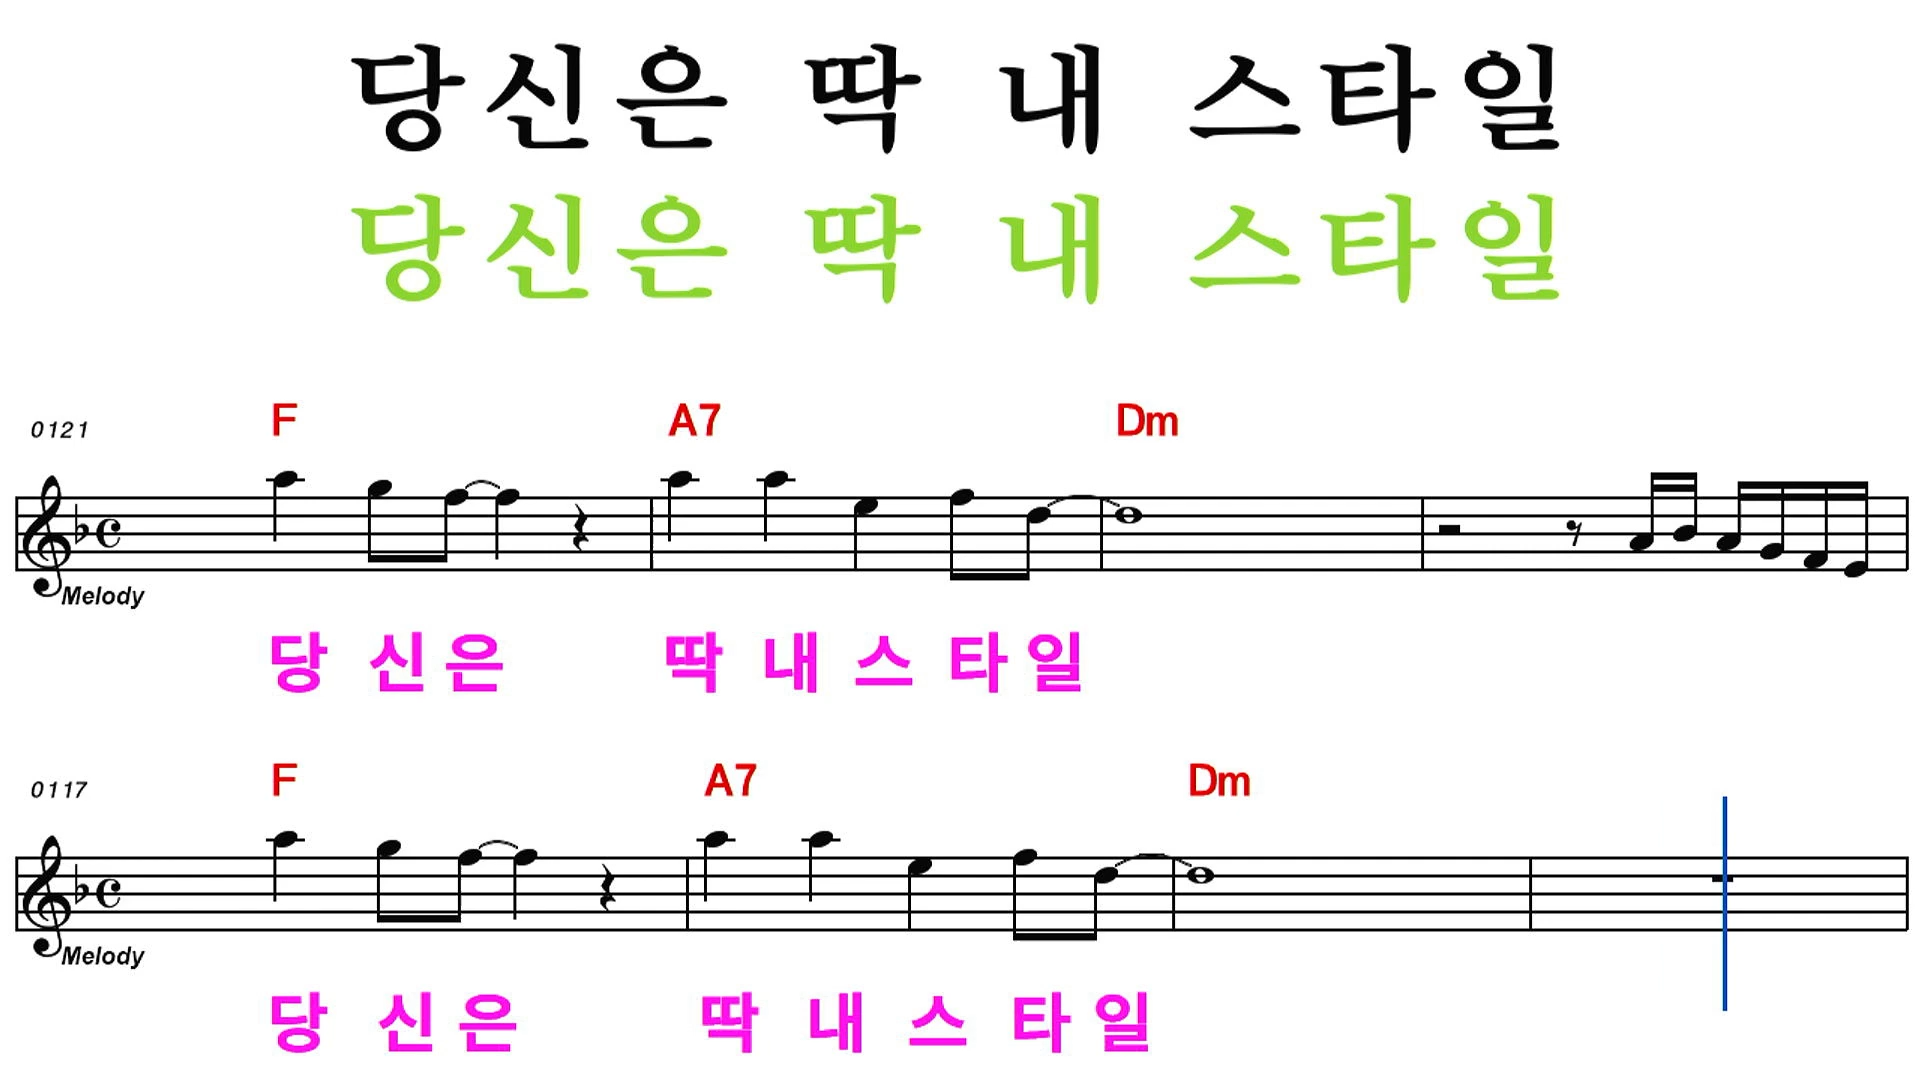 당신은 딱 내 스타일
당신은 딱 내 스타일
F A7 Dm
0121
Melody
당 신 은 딱 내 스 타 일
F A7 Dm
0117
Melody
당 신 은 딱 내 스 타 일